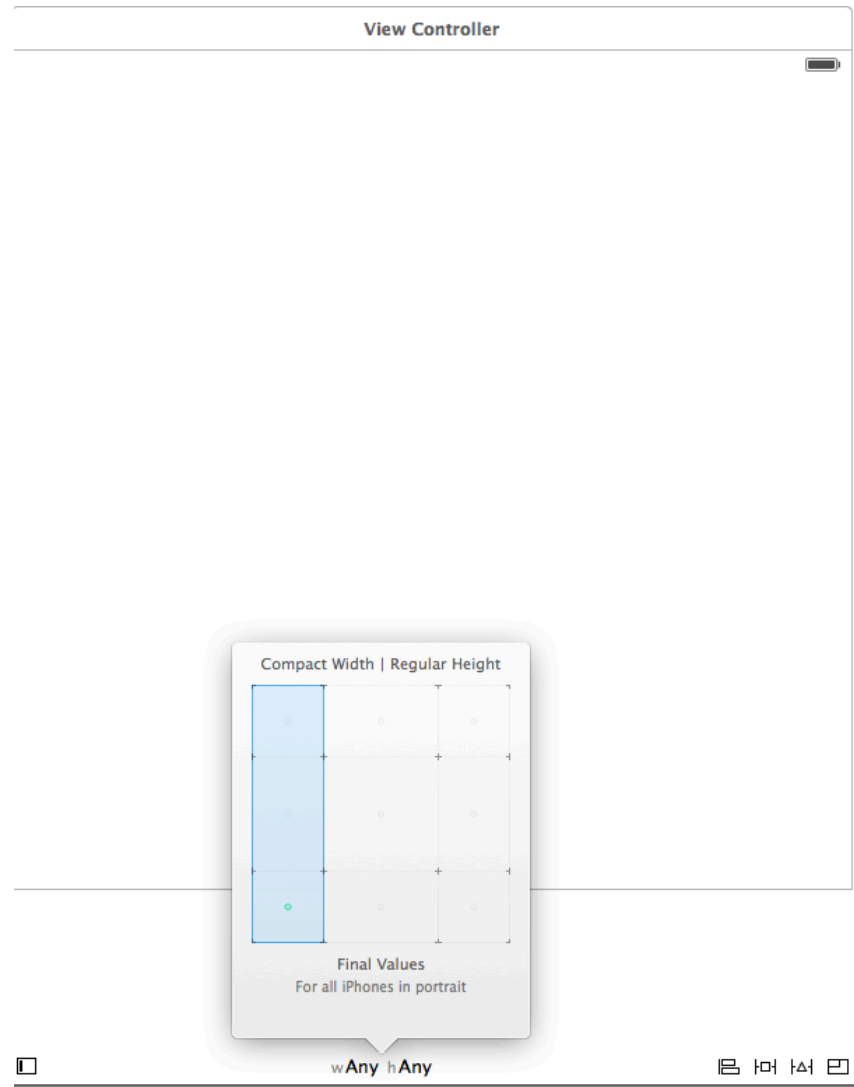 View Controller
Compact Width | Regular Height
Final Values
For all iPhones in portrait
wAny hAny